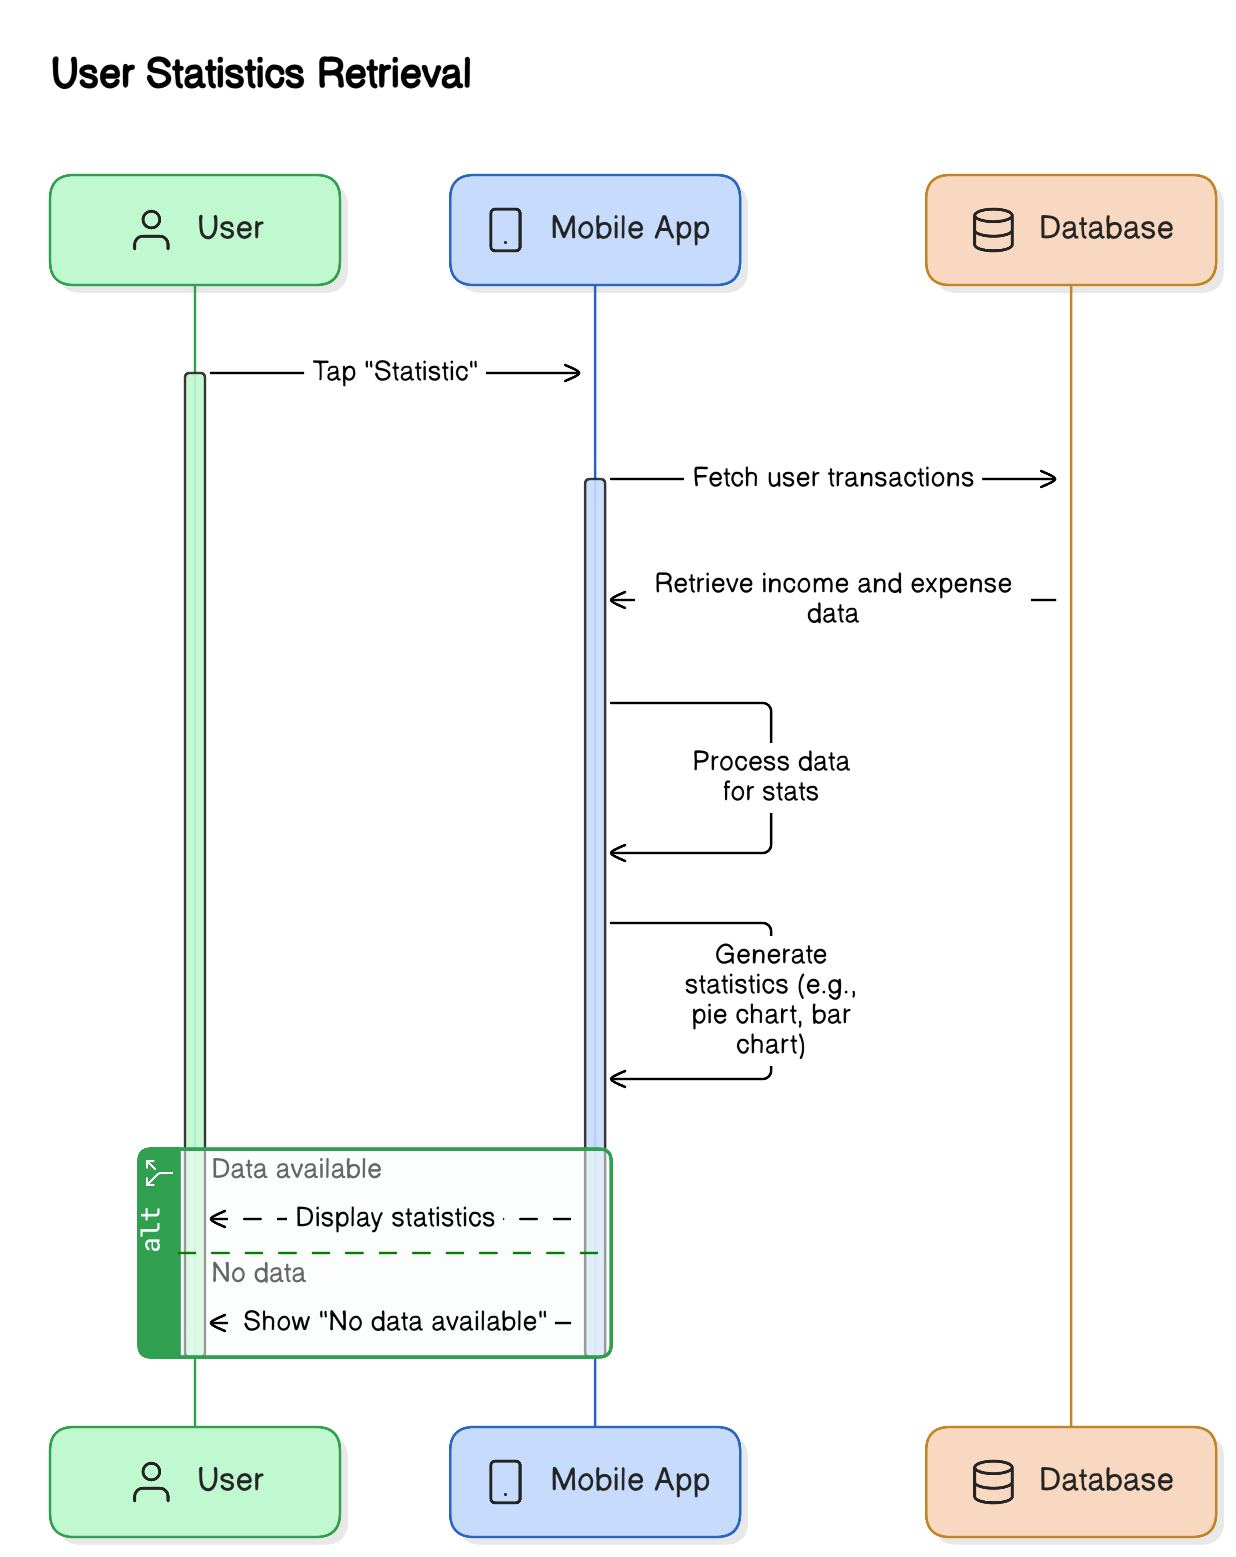 User Statistics Retrieval
User
Mobile App
Database
Tap "Statistic"
Fetch user transactions
Retrieve income and expense
data
Process data
for stats
Generate
statistics (e.g.,
pie chart, bar
chart)
alt
Data available
Display statistics
No data
Show "No data available"
User
Mobile App
Database